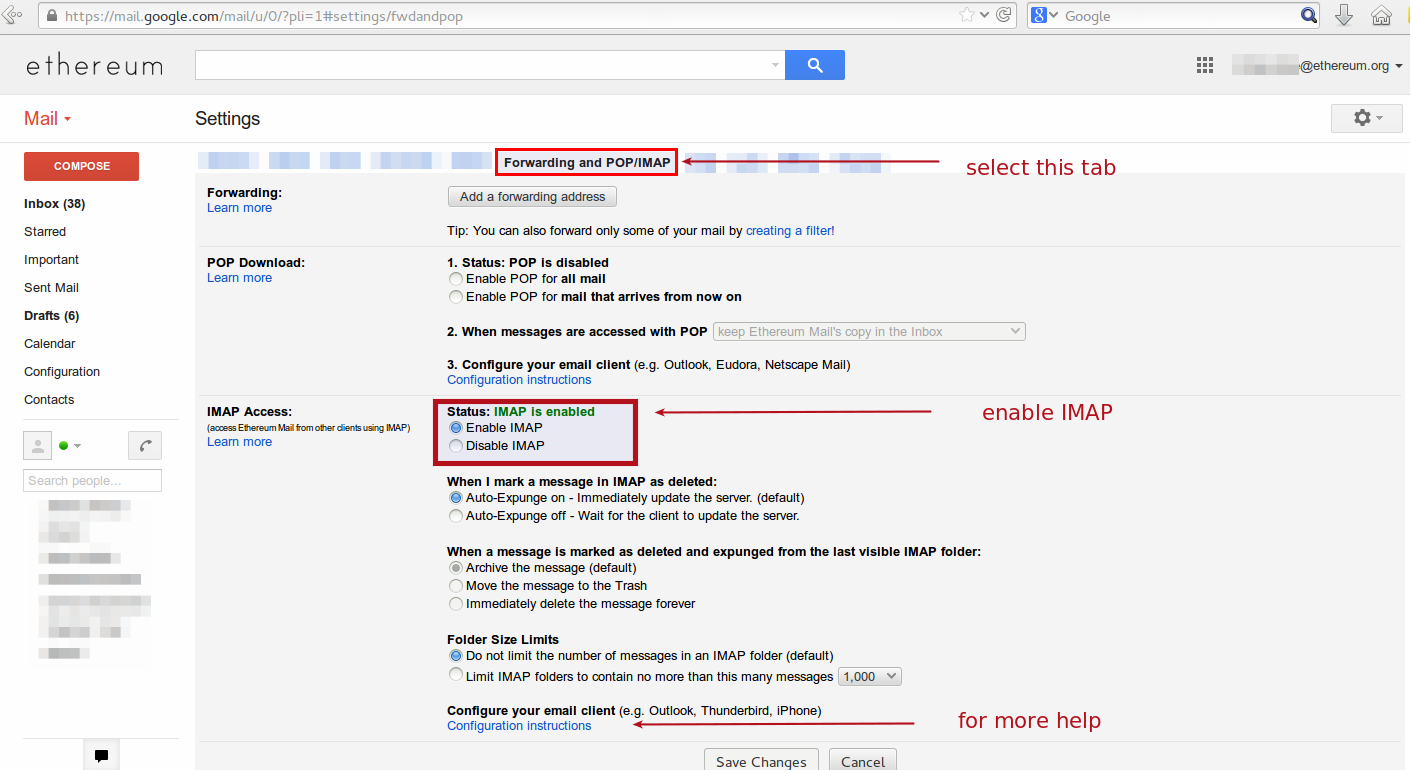 https://mail.google.com/mail/u/0/?pli=1#settings/fwdandpop
Google
ethereum
@ethereum.org
Mail
Settings
COMPOSE
Forwarding and POP/IMAP
select this tab
Inbox (38)
Starred
Important
Sent Mail
Drafts (6)
Calendar
Configuration
Contacts
Search people...
Forwarding:
Learn more
Add a forwarding address
Tip: You can also forward only some of your mail by creating a filter!
POP Download:
Learn more
1. Status: POP is disabled
Enable POP for all mail
Enable POP for mail that arrives from now on
2. When messages are accessed with POP keep Ethereum Mail's copy in the Inbox
3. Configure your email client (e.g. Outlook, Eudora, Netscape Mail)
Configuration instructions
IMAP Access:
(access Ethereum Mail from other clients using IMAP)
Learn more
Status: IMAP is enabled
Enable IMAP
Disable IMAP
enable IMAP
When I mark a message in IMAP as deleted:
Auto-Expunge on - Immediately update the server. (default)
Auto-Expunge off - Wait for the client to update the server.
When a message is marked as deleted and expunged from the last visible IMAP folder:
Archive the message (default)
Move the message to the Trash
Immediately delete the message forever
Folder Size Limits
Do not limit the number of messages in an IMAP folder (default)
Limit IMAP folders to contain no more than this many messages 1,000
Configure your email client (e.g. Outlook, Thunderbird, iPhone)
Configuration instructions
for more help
Save Changes
Cancel